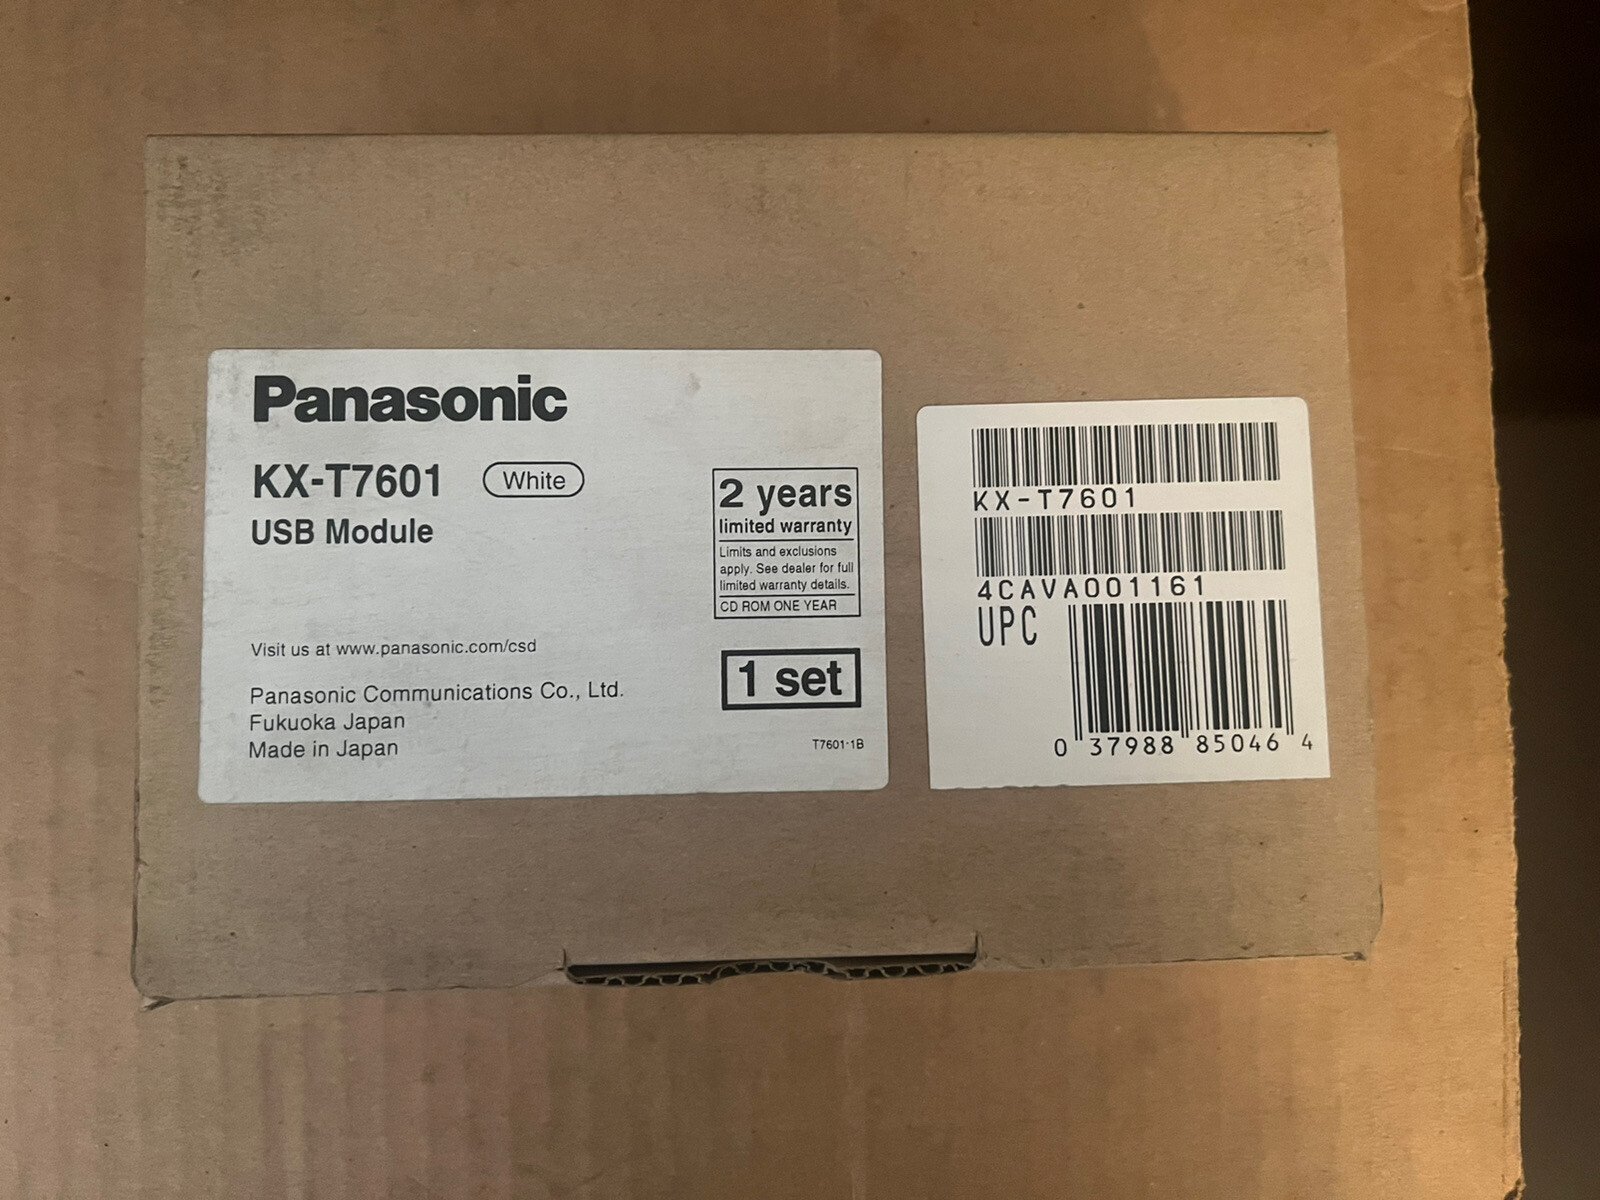 Panasonic
KX-T7601 White
USB Module
2 years
limited warranty
Limits and exclusions
apply. See dealer for full
limited warranty details.
CD ROM ONE YEAR
Visit us at www.panasonic.com/csd
1 set
Panasonic Communications Co., Ltd.
Fukuoka Japan
Made in Japan
T7601-1B
KX-T7601
4CAVA001161
UPC
0 37988 85046 4